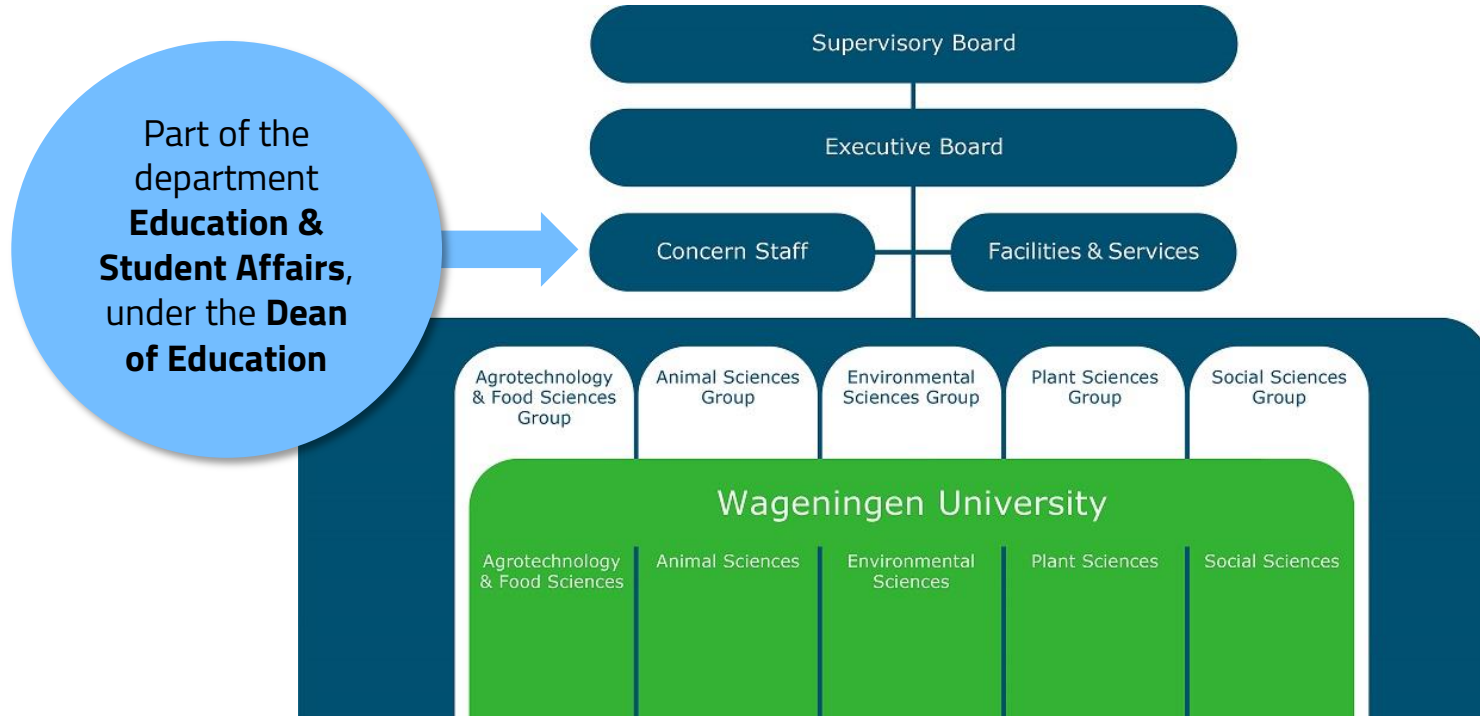 Supervisory Board
Executive Board
Part of the
department
Education &
Student Affairs,
under the Dean
of Education
Concern Staff
Facilities & Services
Agrotechnology
& Food Sciences
Group
Animal Sciences
Group
Environmental
Sciences Group
Plant Sciences
Group
Social Sciences
Group
Wageningen University
Agrotechnology
& Food Sciences
Animal Sciences
Environmental
Sciences
Plant Sciences
Social Sciences